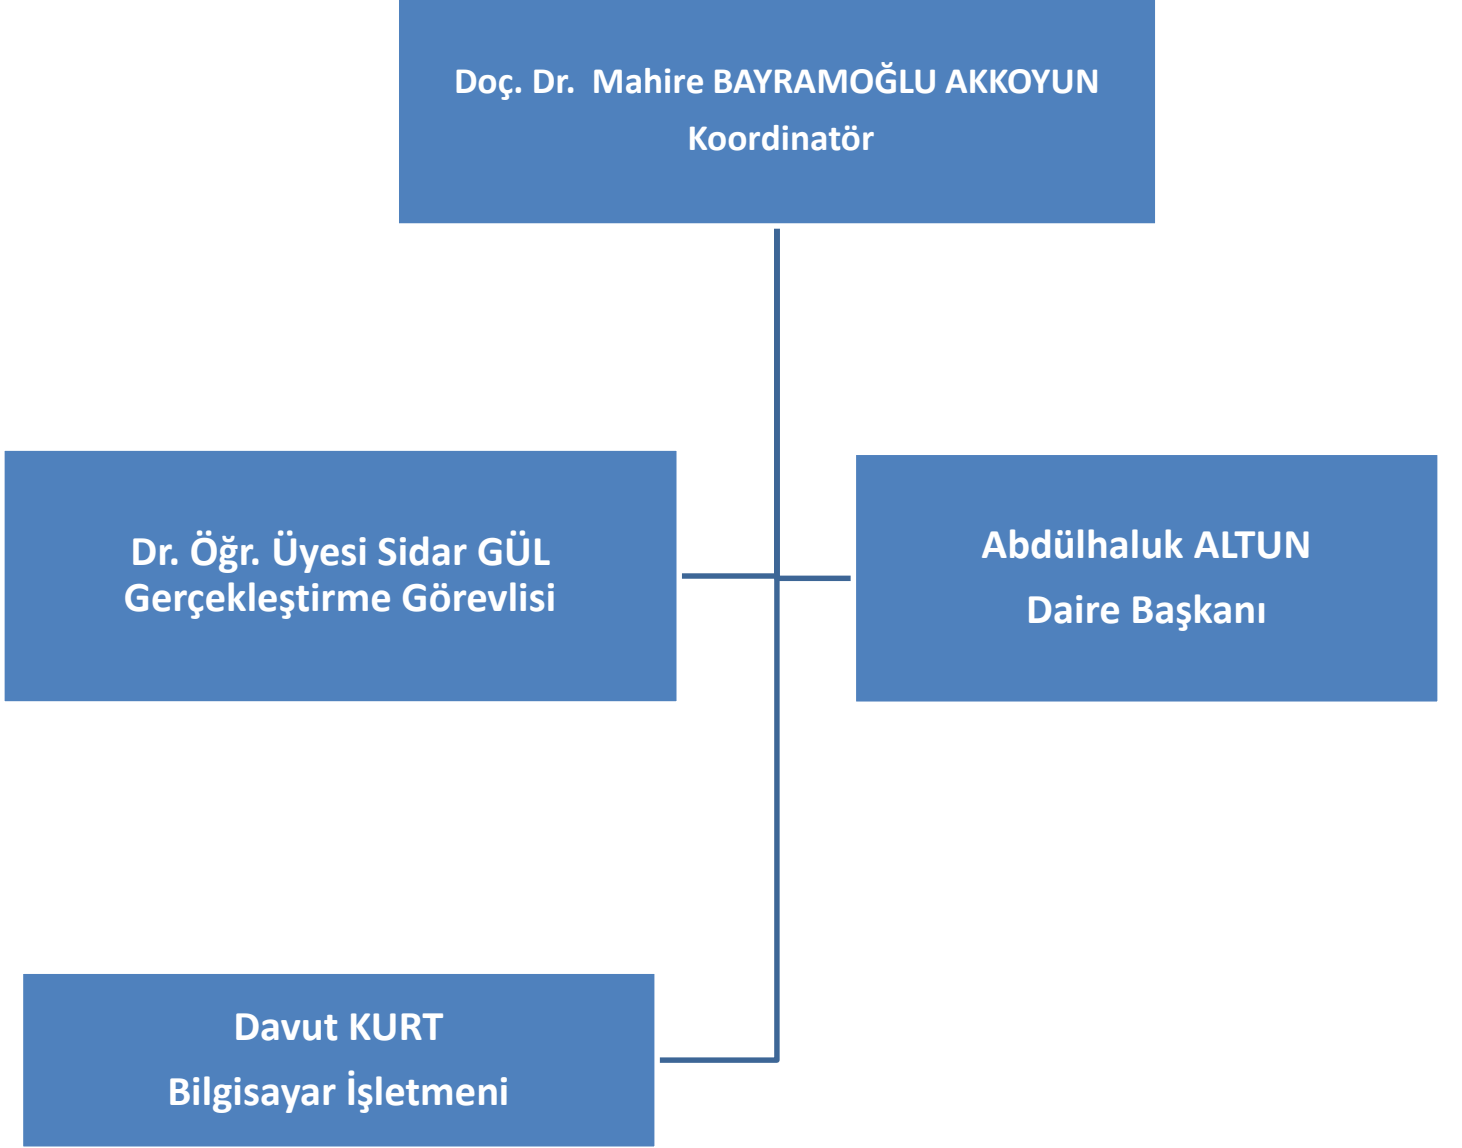 Doç. Dr.  Mahire BAYRAMOĞLU AKKOYUN
Koordinatör
Dr. Öğr. Üyesi Sidar GÜL
Gerçekleştirme Görevlisi
Abdülhaluk ALTUN
Daire Başkanı
Davut KURT
Bilgisayar İşletmeni